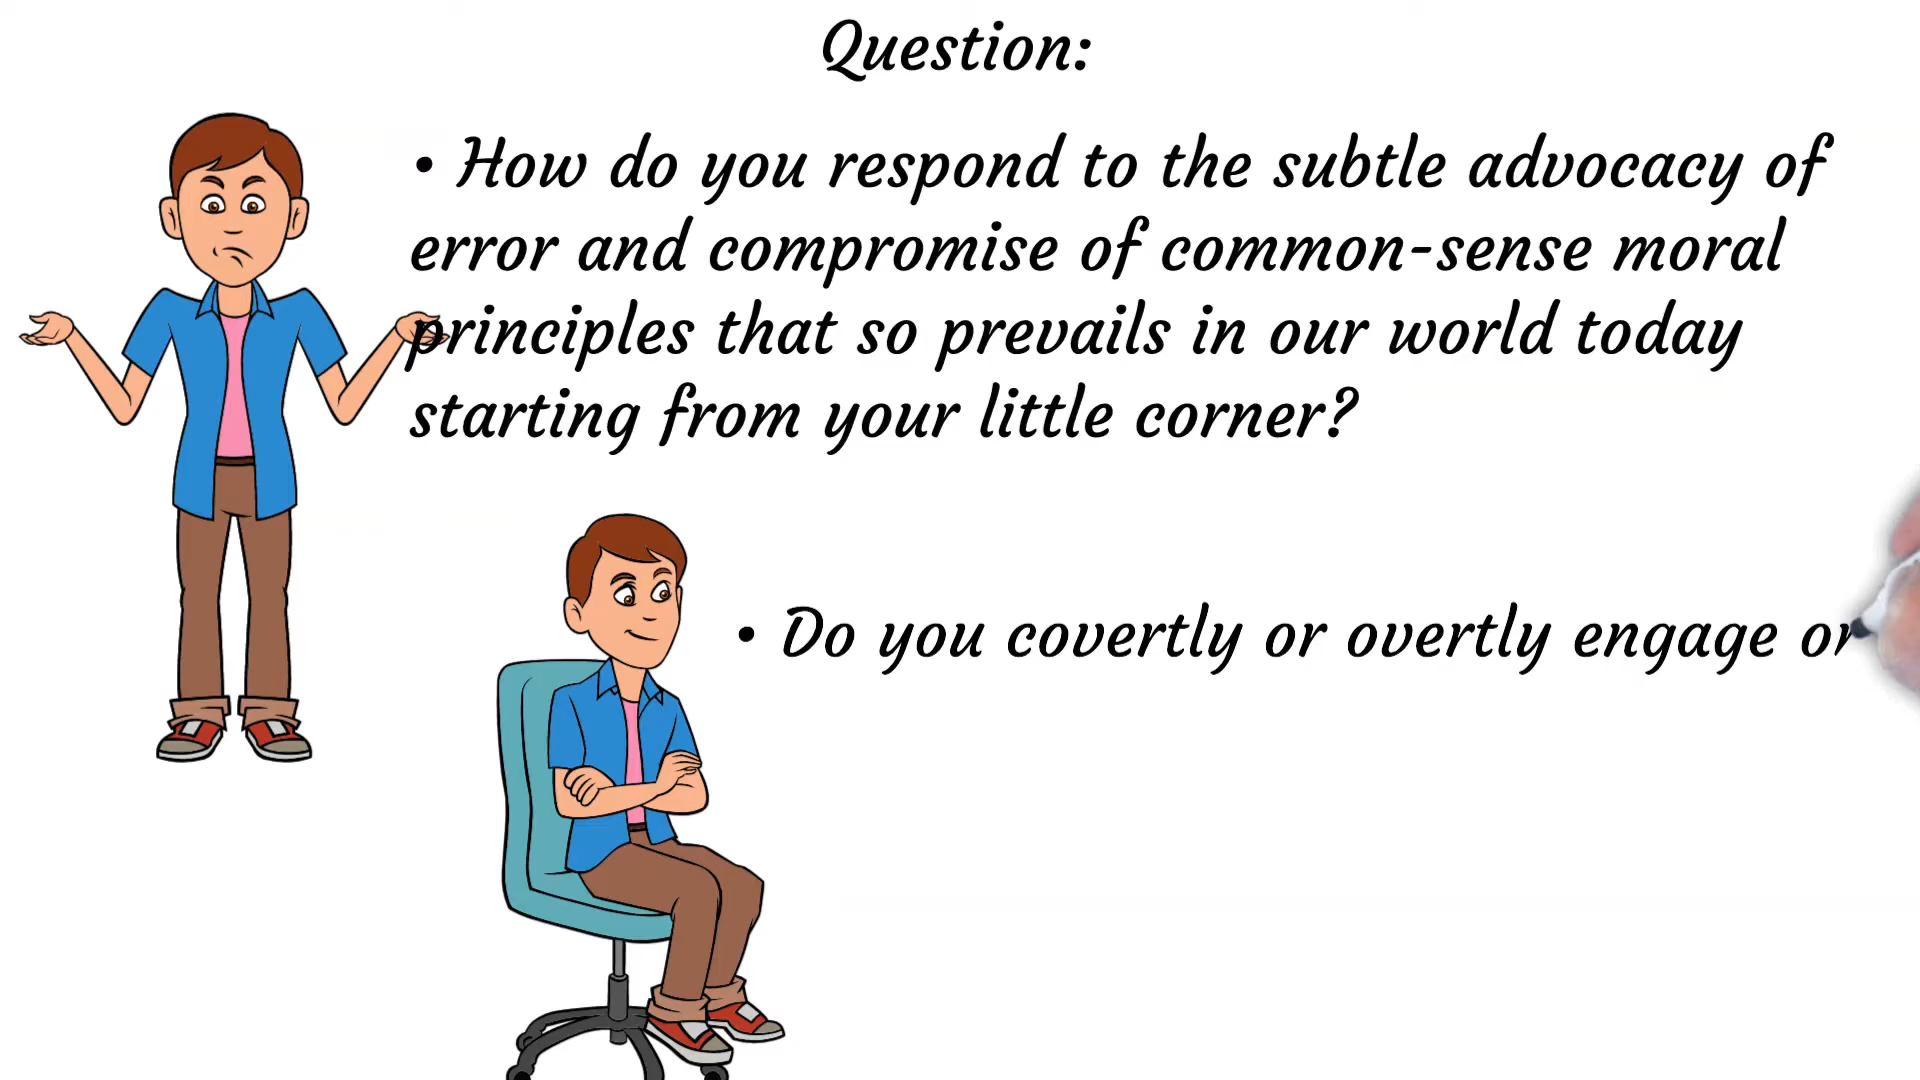 Question:
• How do you respond to the subtle advocacy of
error and compromise of common-sense moral
principles that so prevails in our world today
starting from your little corner?
• Do you covertly or overtly engage or